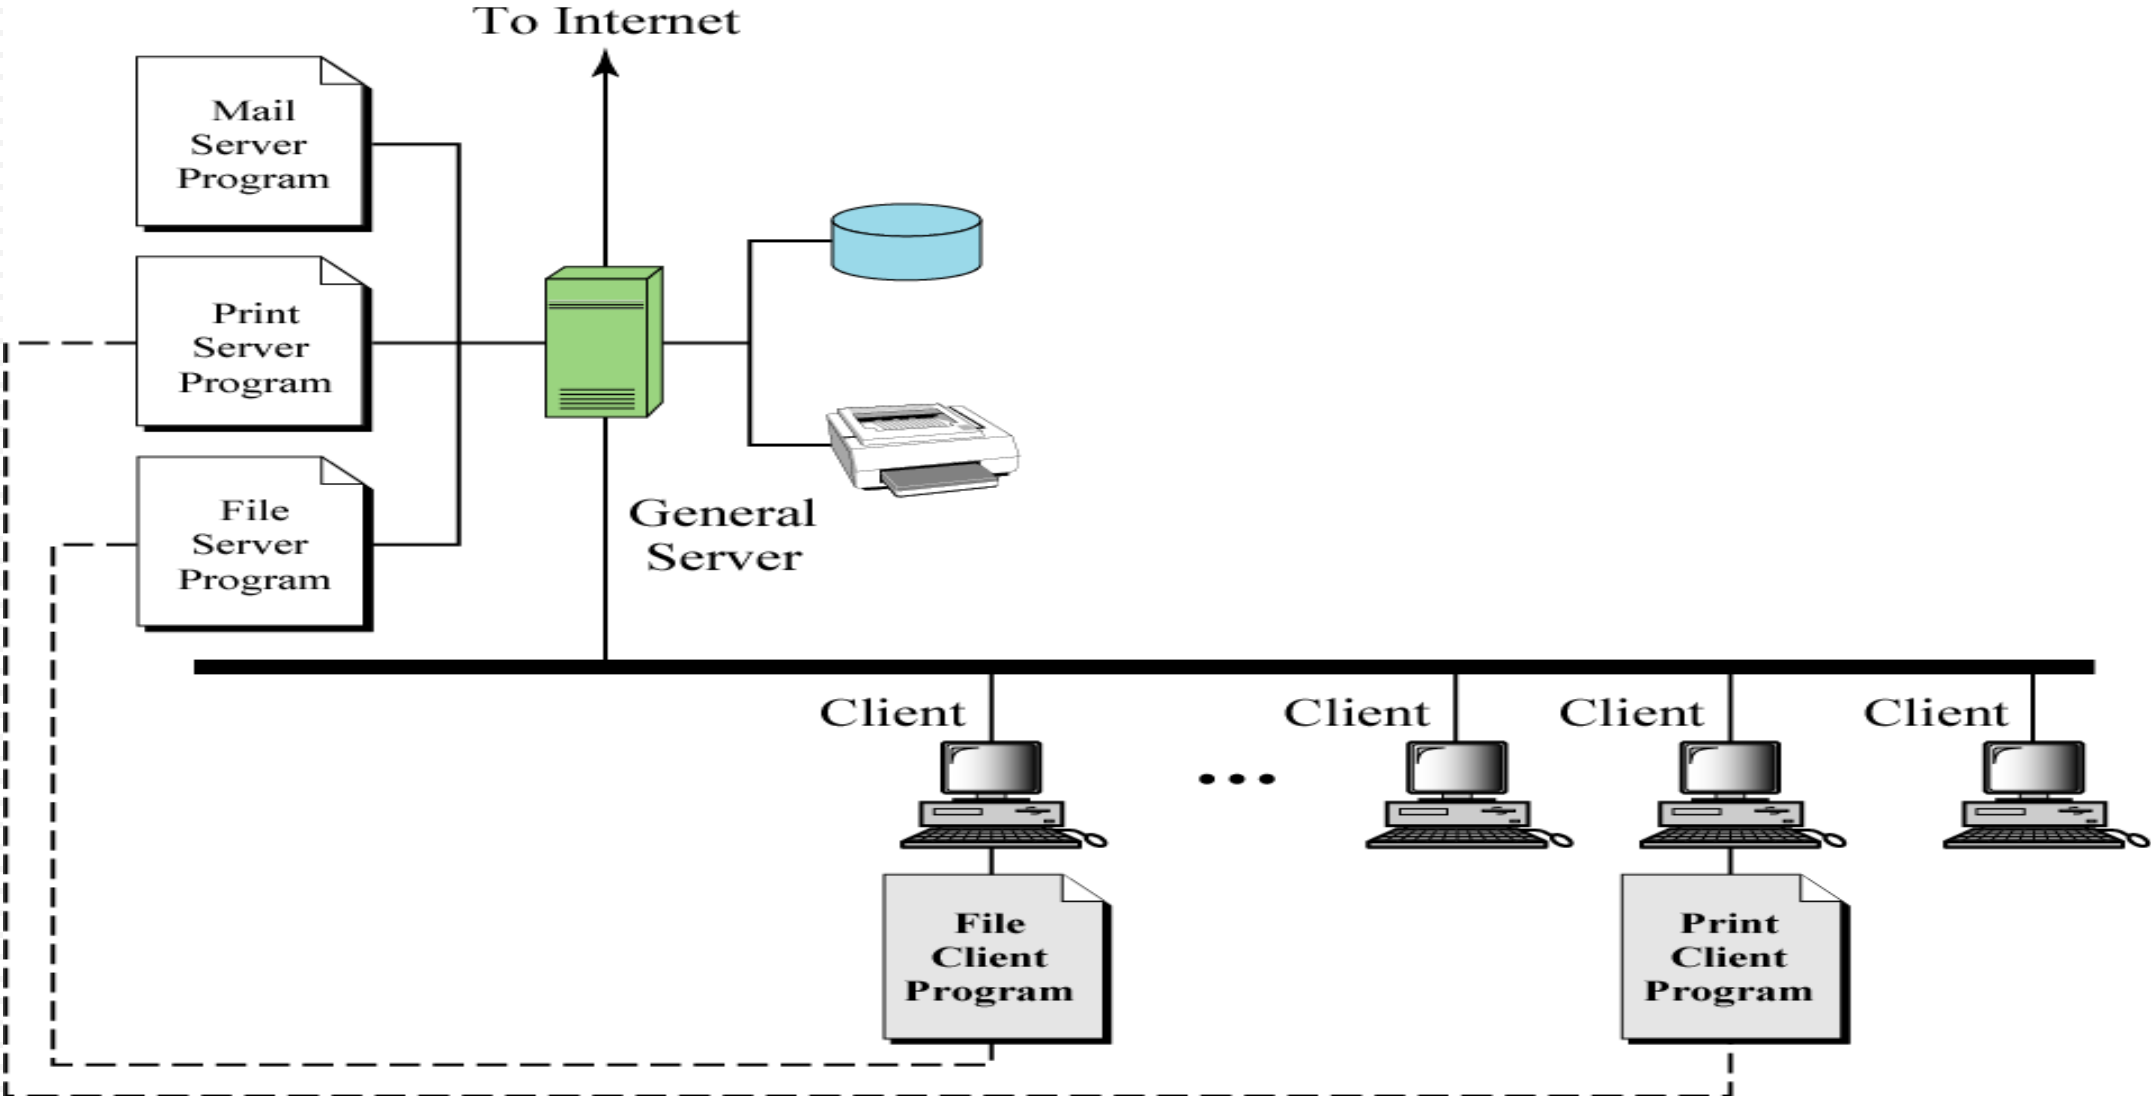 To Internet
Mail
Server
Program
Print
Server
Program
File
Server
Program
General
Server
Client
Client
Client
Client
File
Client
Program
Print
Client
Program